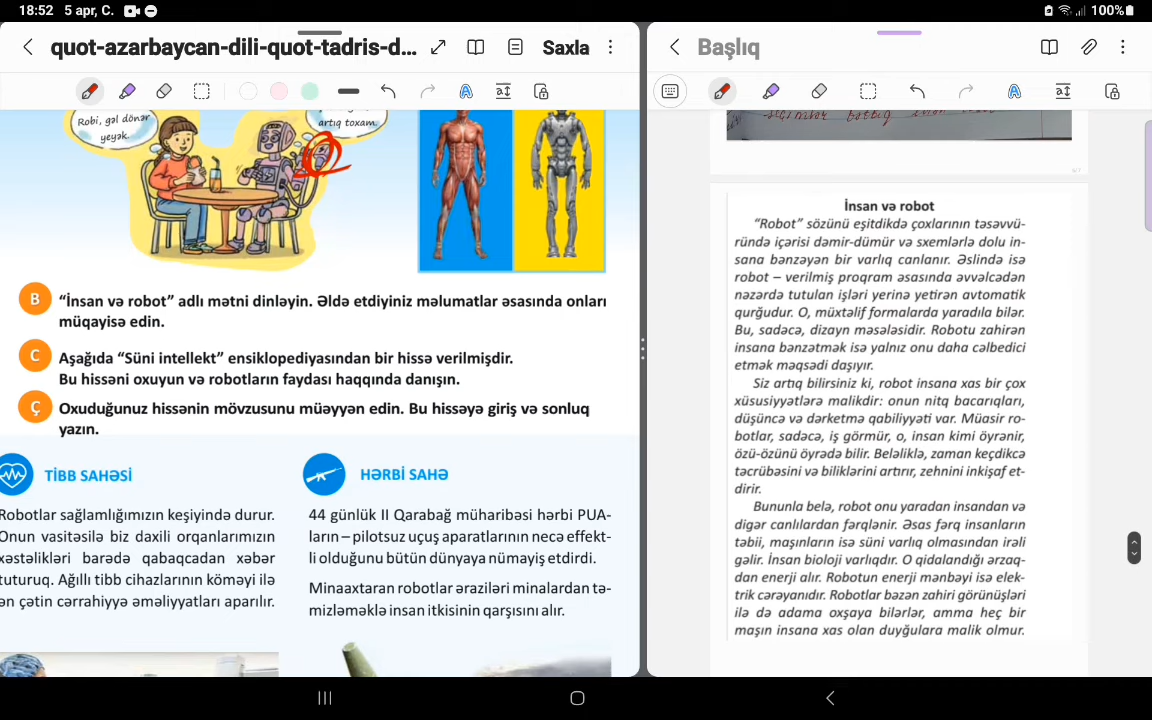 18:52 5 apr, C. 100%
quot-azarbaycan-dili-quot-tadris-d... Saxla
Robi, gəl dönər
yeyək.
artıq toxam.
B
“İnsan və robot” adlı mətni dinləyin. Əldə etdiyiniz məlumatlar əsasında onları
müqayisə edin.
C
Aşağıda “Süni intellekt” ensiklopediyasından bir hissə verilmişdir.
Bu hissəni oxuyun və robotların faydası haqqında danışın.
Ç
Oxuduğunuz hissənin mövzusunu müəyyən edin. Bu hissəyə giriş və sonluq
yazın.
TİBB SAHƏSİ
Robotlar sağlamlığımızın keşiyində durur.
Onun vasitəsilə biz daxili orqanlarımızın
xəstəlikləri barədə qabaqcadan xəbər
tuturuq. Ağıllı tibb cihazlarının köməyi ilə
ən çətin cərrahiyyə əməliyyatları aparılır.
HƏRBİ SAHƏ
44 günlük II Qarabağ müharibəsi hərbi PUA-
ların – pilotsuz uçuş aparatlarının necə effekt-
li olduğunu bütün dünyaya nümayiş etdirdi.
Minaaxtaran robotlar əraziləri minalardan tə-
mizləməklə insan itkisinin qarşısını alır.
Başlıq
İnsan və robot
“Robot” sözünü eşitdikdə çoxlarının təsəvvü-
ründə içərisi dəmir-dümür və sxemlərlə dolu in-
sana bənzəyən bir varlıq canlanır. Əslində isə
robot – verilmiş proqram əsasında əvvəlcədən
nəzərdə tutulan işləri yerinə yetirən avtomatik
qurğudur. O, müxtəlif formalarda yaradıla bilər.
Bu, sadəcə, dizayn məsələsidir. Robotu zahirən
insana bənzətmək isə yalnız onu daha cəlbedici
etmək məqsədi daşıyır.
Siz artıq bilirsiniz ki, robot insana xas bir çox
xüsusiyyətlərə malikdir: onun nitq bacarıqları,
düşüncə və dərketmə qabiliyyəti var. Müasir ro-
botlar, sadəcə, iş görmür, o, insan kimi öyrənir,
özü-özünü öyrədə bilir. Beləliklə, zaman keçdikcə
təcrübəsini və biliklərini artırır, zehnini inkişaf et-
dirir.
Bununla belə, robot onu yaradan insandan və
digər canlılardan fərqlənir. Əsas fərq insanların
təbii, maşınların isə süni varlıq olmasından irəli
gəlir. İnsan bioloji varlıqdır. O qidalandığı ərzaq-
dan enerji alır. Robotun enerji mənbəyi isə elek-
trik cərəyanıdır. Robotlar bəzən zahiri görünüşləri
ilə də adama oxşaya bilərlər, amma heç bir
maşın insana xas olan duyğulara malik olmur.